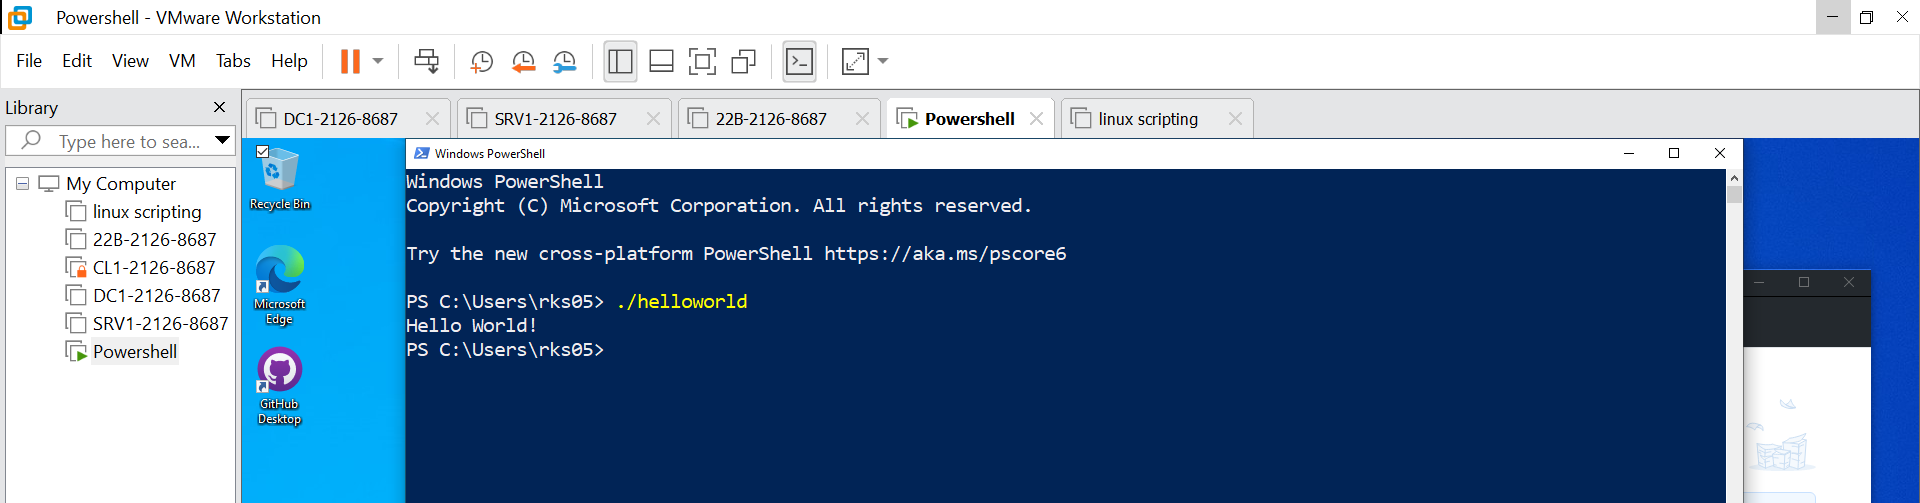 Powershell - VMware Workstation
File Edit View VM Tabs Help
Library
Type here to sea...
My Computer
linux scripting
22B-2126-8687
CL1-2126-8687
DC1-2126-8687
SRV1-2126-8687
Powershell
DC1-2126-8687 SRV1-2126-8687 22B-2126-8687 Powershell linux scripting
Recycle Bin
Microsoft
Edge
GitHub
Desktop
Windows PowerShell
Windows PowerShell
Copyright (C) Microsoft Corporation. All rights reserved.
Try the new cross-platform PowerShell https://aka.ms/pscore6
PS C:\Users\rks05> ./helloworld
Hello World!
PS C:\Users\rks05>